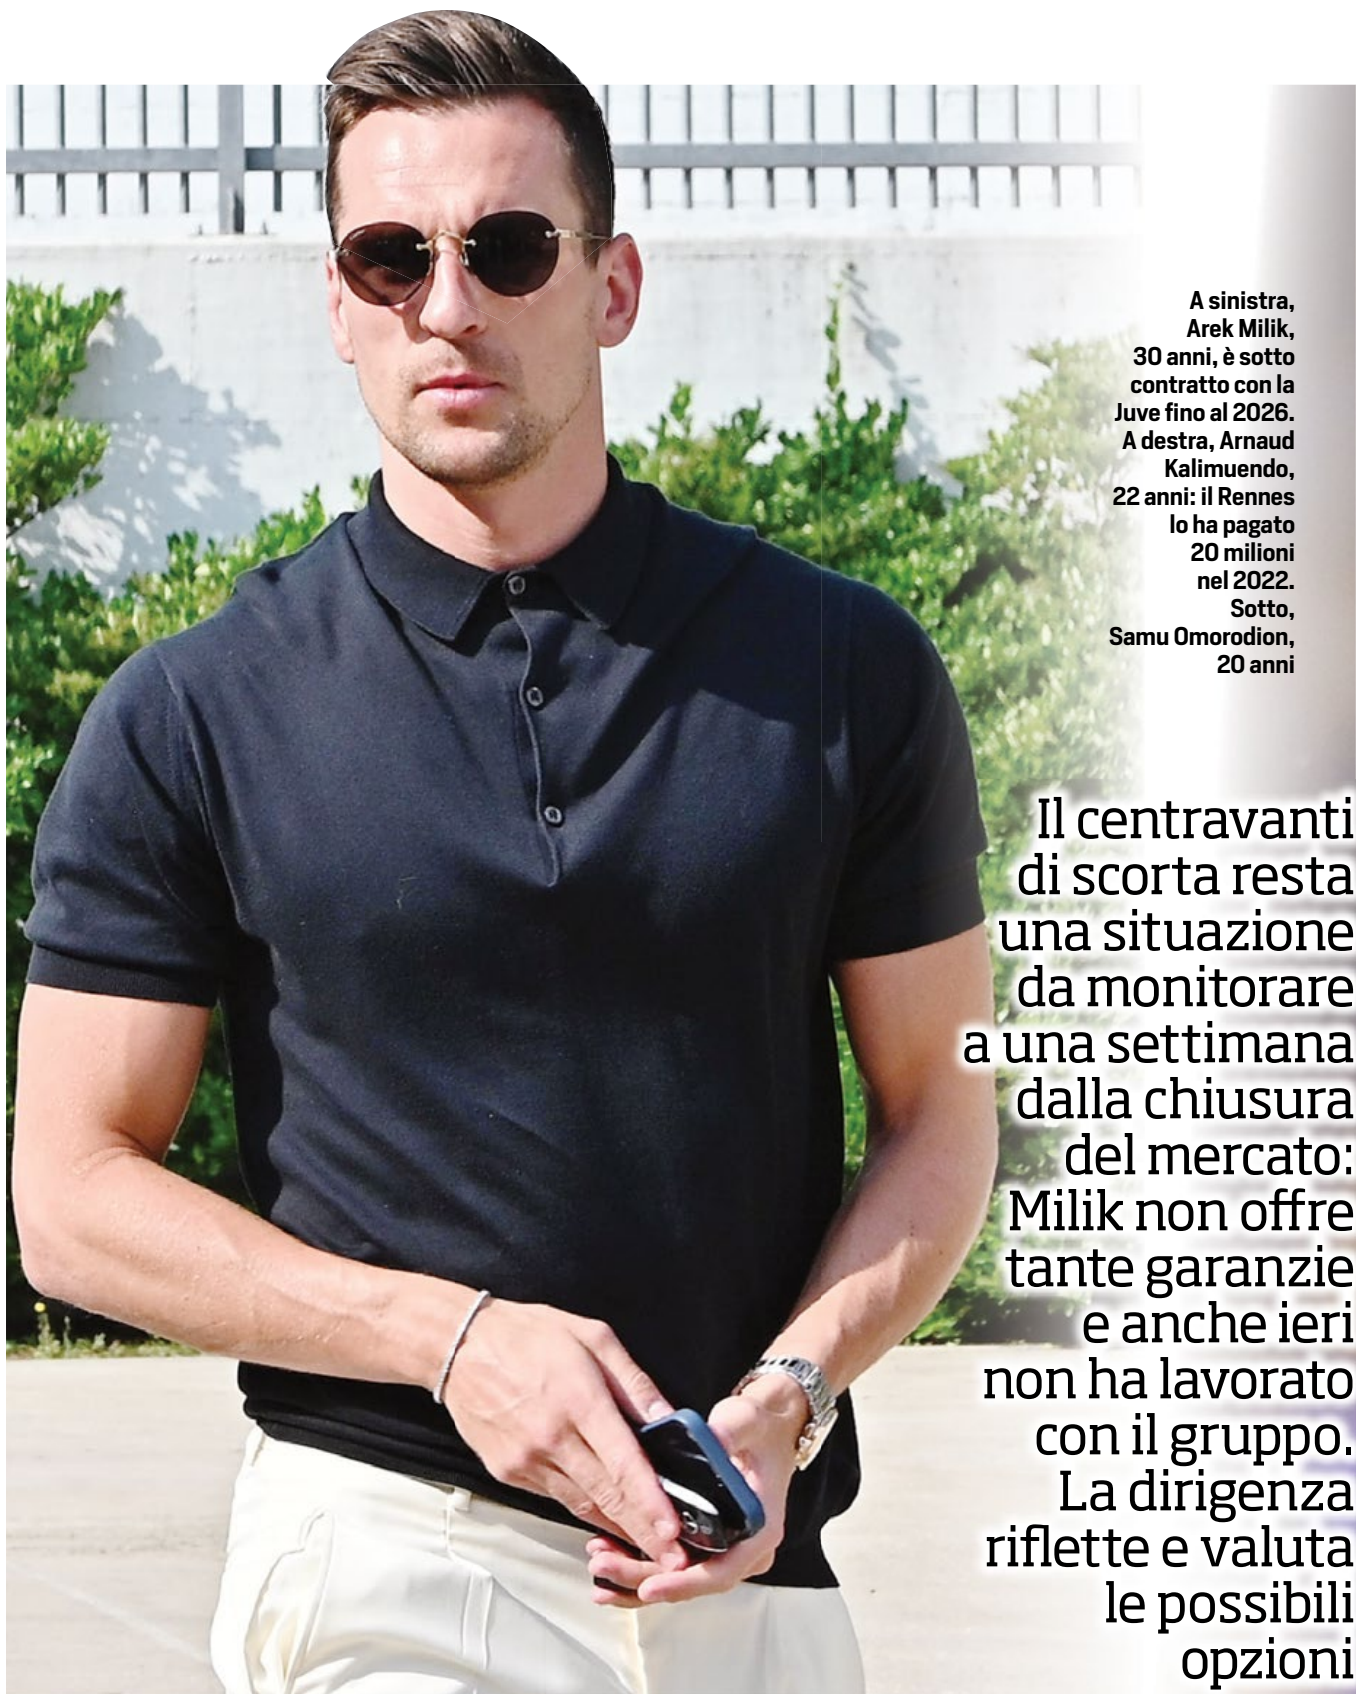 A sinistra,
Arek Milik,
30 anni, è sotto
contratto con la
Juve fino al 2026.
A destra, Arnaud
Kalimuendo,
22 anni: il Rennes
lo ha pagato
20 milioni
nel 2022.
Sotto,
Samu Omorodion,
20 anni
Il centravanti
di scorta resta
una situazione
da monitorare
a una settimana
dalla chiusura
del mercato:
Milik non offre
tante garanzie
e anche ieri
non ha lavorato
con il gruppo.
La dirigenza
riflette e valuta
le possibili
opzioni